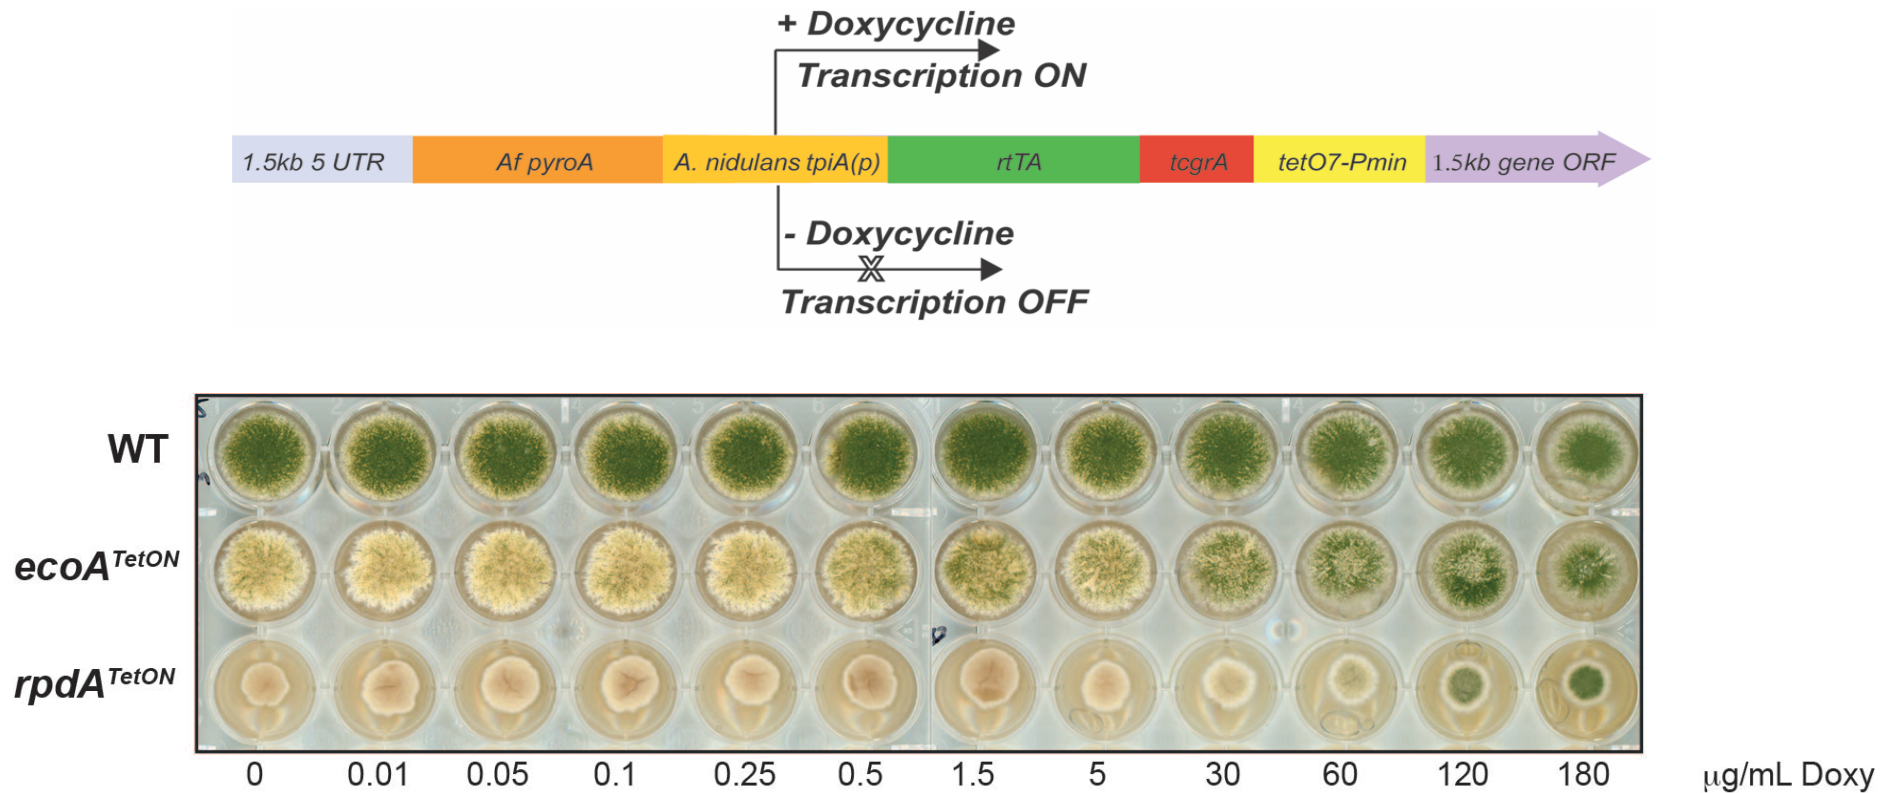 + Doxycycline
Transcription ON
1.5kb 5 UTR Af pyroA A. nidulans tpiA(p) rtTA tcgrA tetO7-Pmin 1.5kb gene ORF
- Doxycycline
X
Transcription OFF
WT
ecoA^TetON
rpdA^TetON
0 0.01 0.05 0.1 0.25 0.5 1.5 5 30 60 120 180 μg/mL Doxy